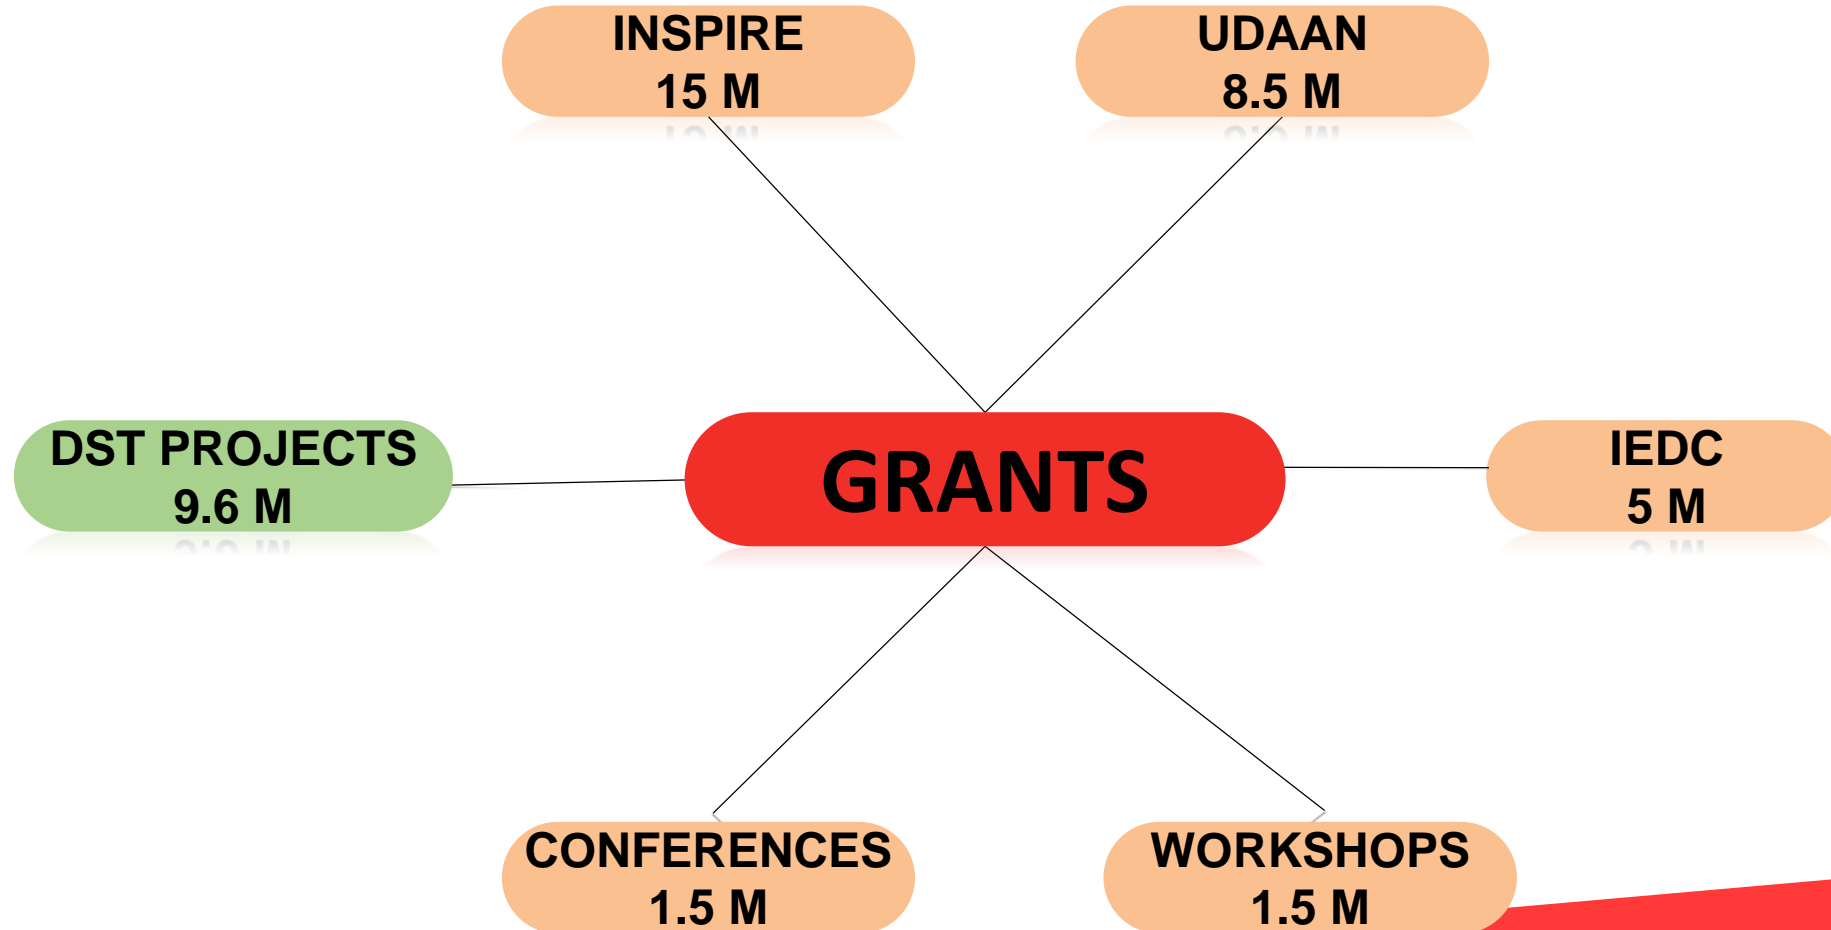 INSPIRE
15 M
UDAAN
8.5 M
DST PROJECTS
9.6 M
GRANTS
IEDC
5 M
CONFERENCES
1.5 M
WORKSHOPS
1.5 M